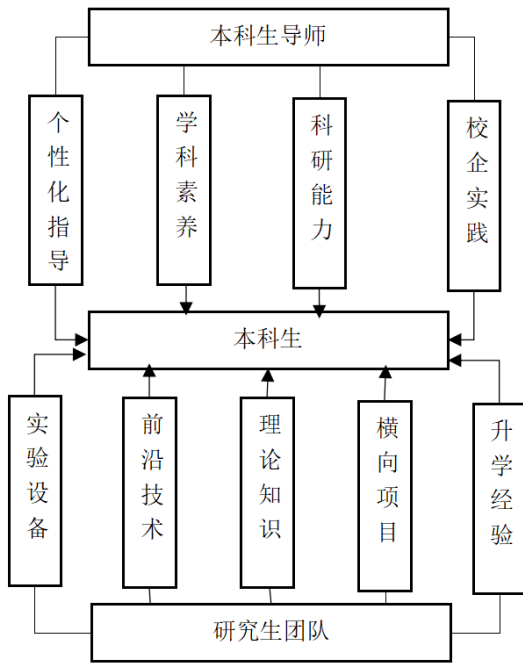 本科生导师
个性化指导
学科素养
科研能力
校企实践
本科生
实验设备
前沿技术
理论知识
横向项目
升学经验
研究生团队